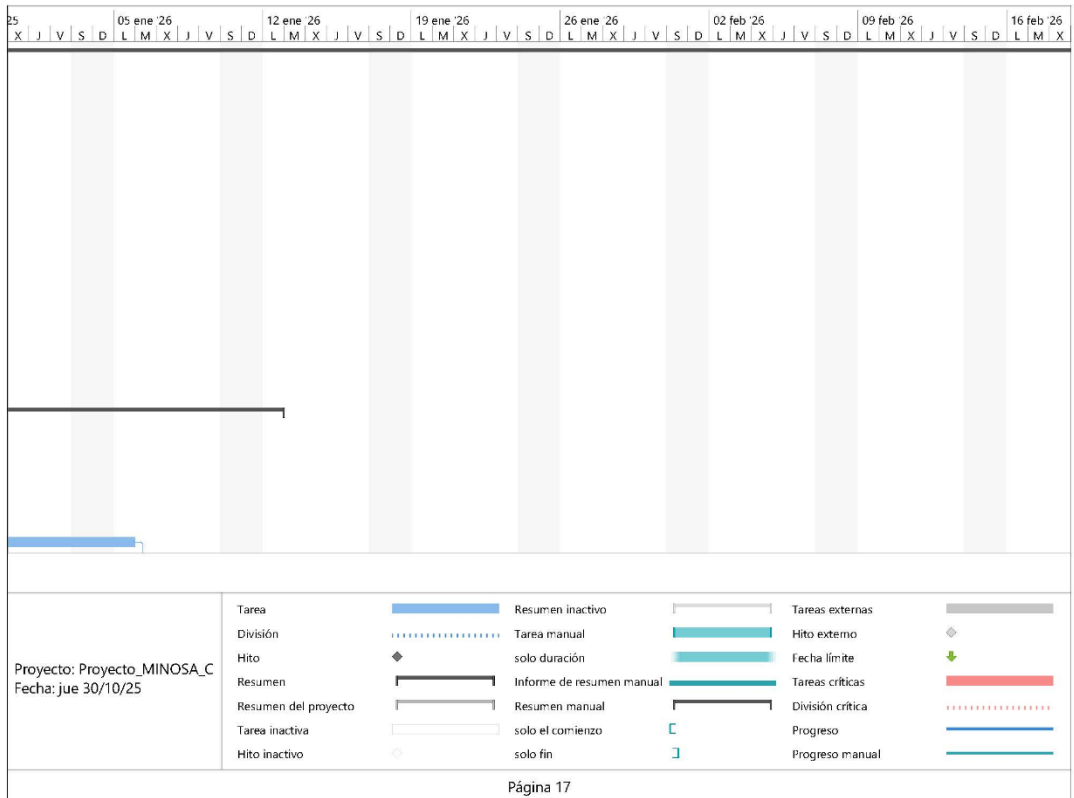 25 05 ene '26 12 ene '26 19 ene '26 26 ene '26 02 feb '26 09 feb '26 16 feb '26
X J V S D L M X J V S D L M X J V S D L M X J V S D L M X J V S D L M X J V S D L M X J V S D L M X
Tarea Resumen inactivo Tareas externas
División Tarea manual Hito externo
Hito solo duración Fecha límite
Proyecto: Proyecto_MINOSA_C
Fecha: jue 30/10/25
Resumen Informe de resumen manual Tareas críticas
Resumen del proyecto Resumen manual División crítica
Tarea inactiva solo el comienzo Progreso
Hito inactivo solo fin Progreso manual
Página 17